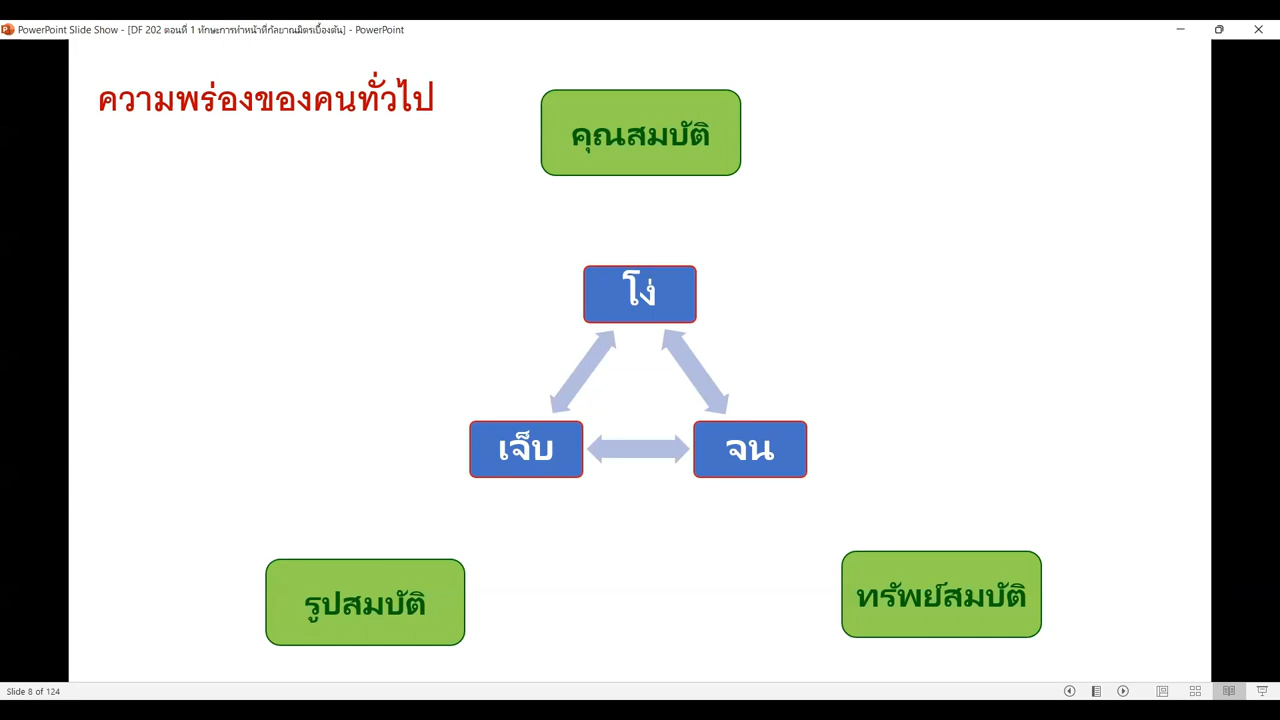 PowerPoint Slide Show - [DF 202 ตอนที่ 1 ทักษะการทำหน้าที่กัลยาณมิตรเบื้องต้น] - PowerPoint
ความพร่องของคนทั่วไป
คุณสมบัติ
โง่
เจ็บ
จน
รูปสมบัติ
ทรัพย์สมบัติ
Slide 8 of 124